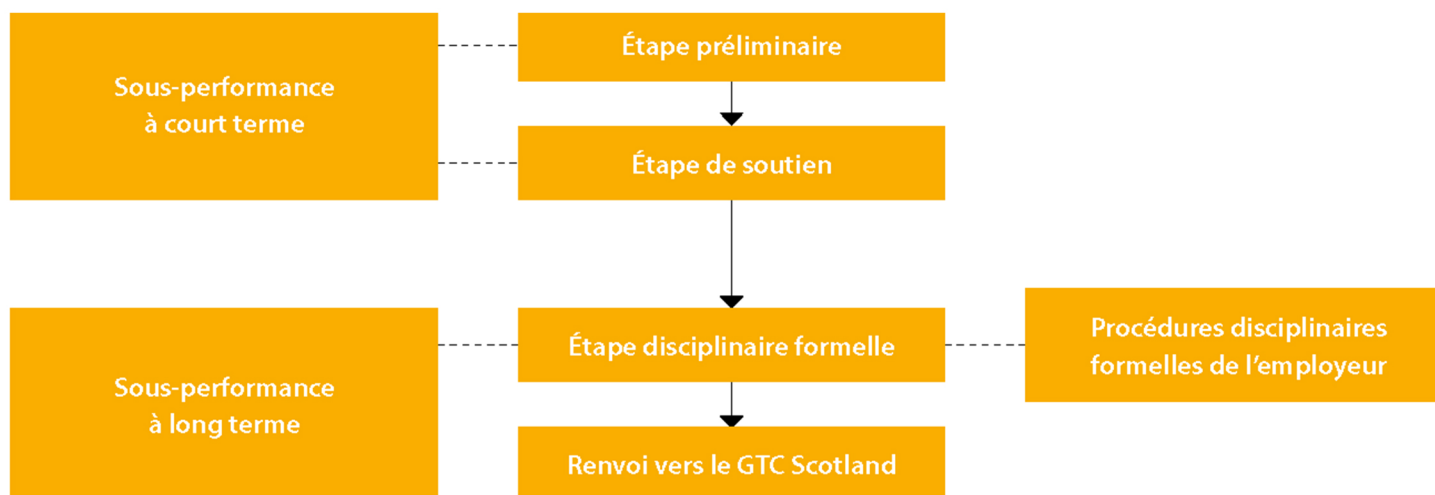 Sous-performance
à court terme
Étape préliminaire
Étape de soutien
Sous-performance
à long terme
Étape disciplinaire formelle
Procédures disciplinaires
formelles de l’employeur
Renvoi vers le GTC Scotland